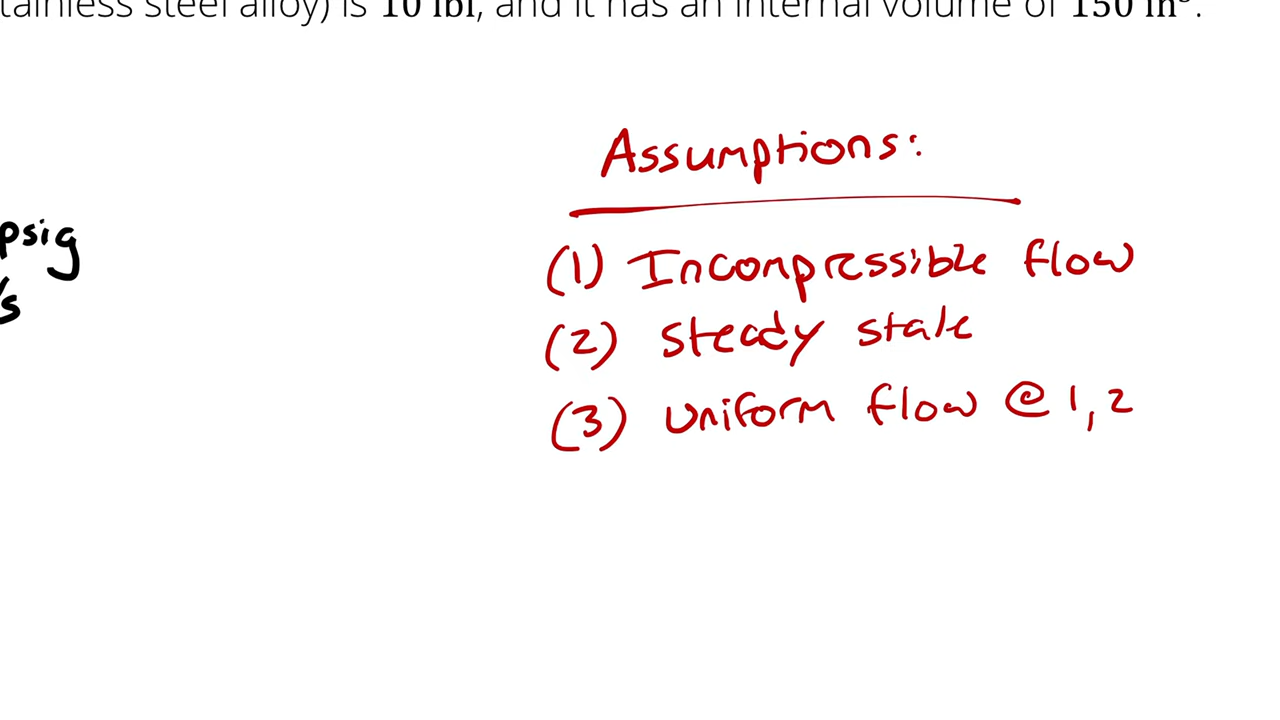 tainless steel alloy) is 10 lbf, and it has an internal volume of 150 in³.
Assumptions:
psig
/s
(1) Incompressible flow
(2) Steady state
(3) Uniform flow @ 1, 2